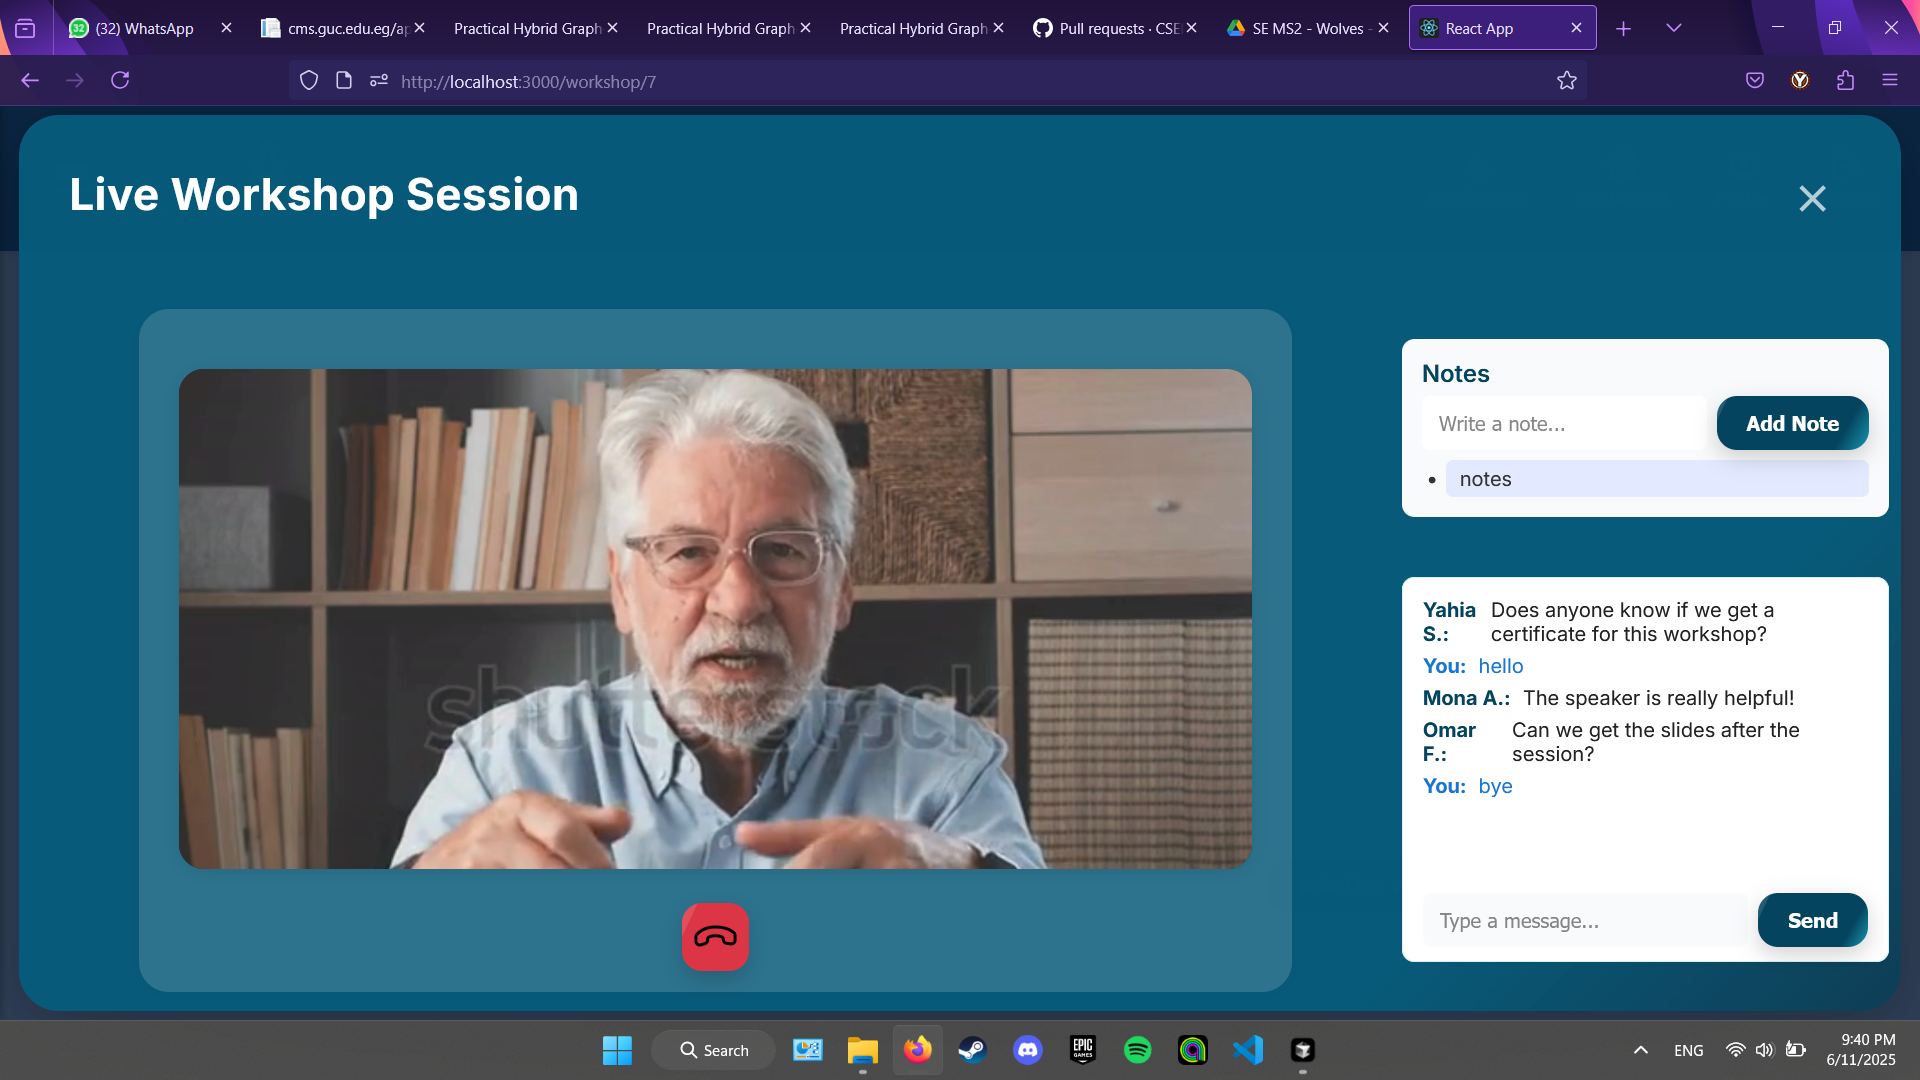 32
(32) WhatsApp
cms.guc.edu.eg/ap
Practical Hybrid Graph
Practical Hybrid Graph
Practical Hybrid Graph
Pull requests · CSE
SE MS2 - Wolves -
React App
http://localhost:3000/workshop/7
Live Workshop Session
shutterstock
Notes
Write a note...
Add Note
notes
Yahia S.: Does anyone know if we get a
certificate for this workshop?
You: hello
Mona A.: The speaker is really helpful!
Omar F.: Can we get the slides after the
session?
You: bye
Type a message...
Send
Search
EPIC
GAMES
ENG
9:40 PM
6/11/2025